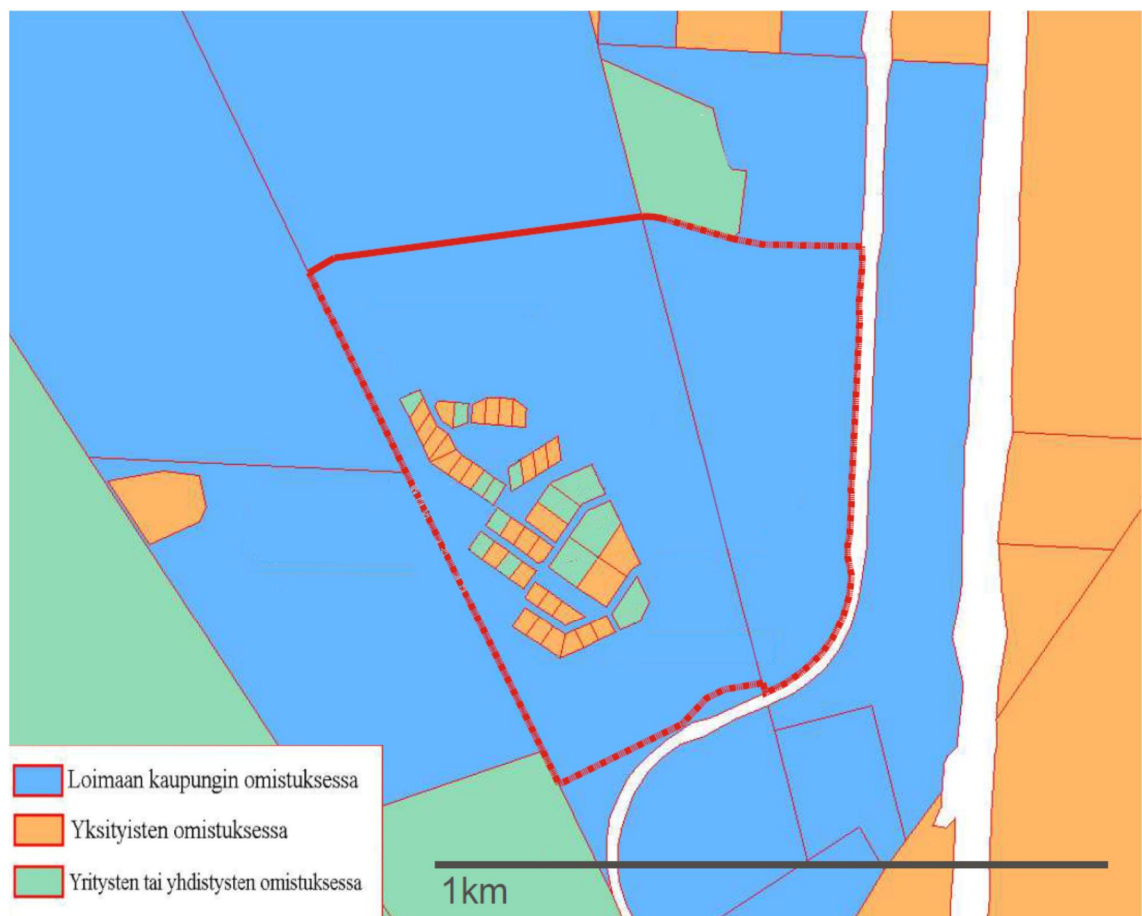 Loimaan kaupungin omistuksessa
Yksityisten omistuksessa
Yritysten tai yhdistysten omistuksessa
1km